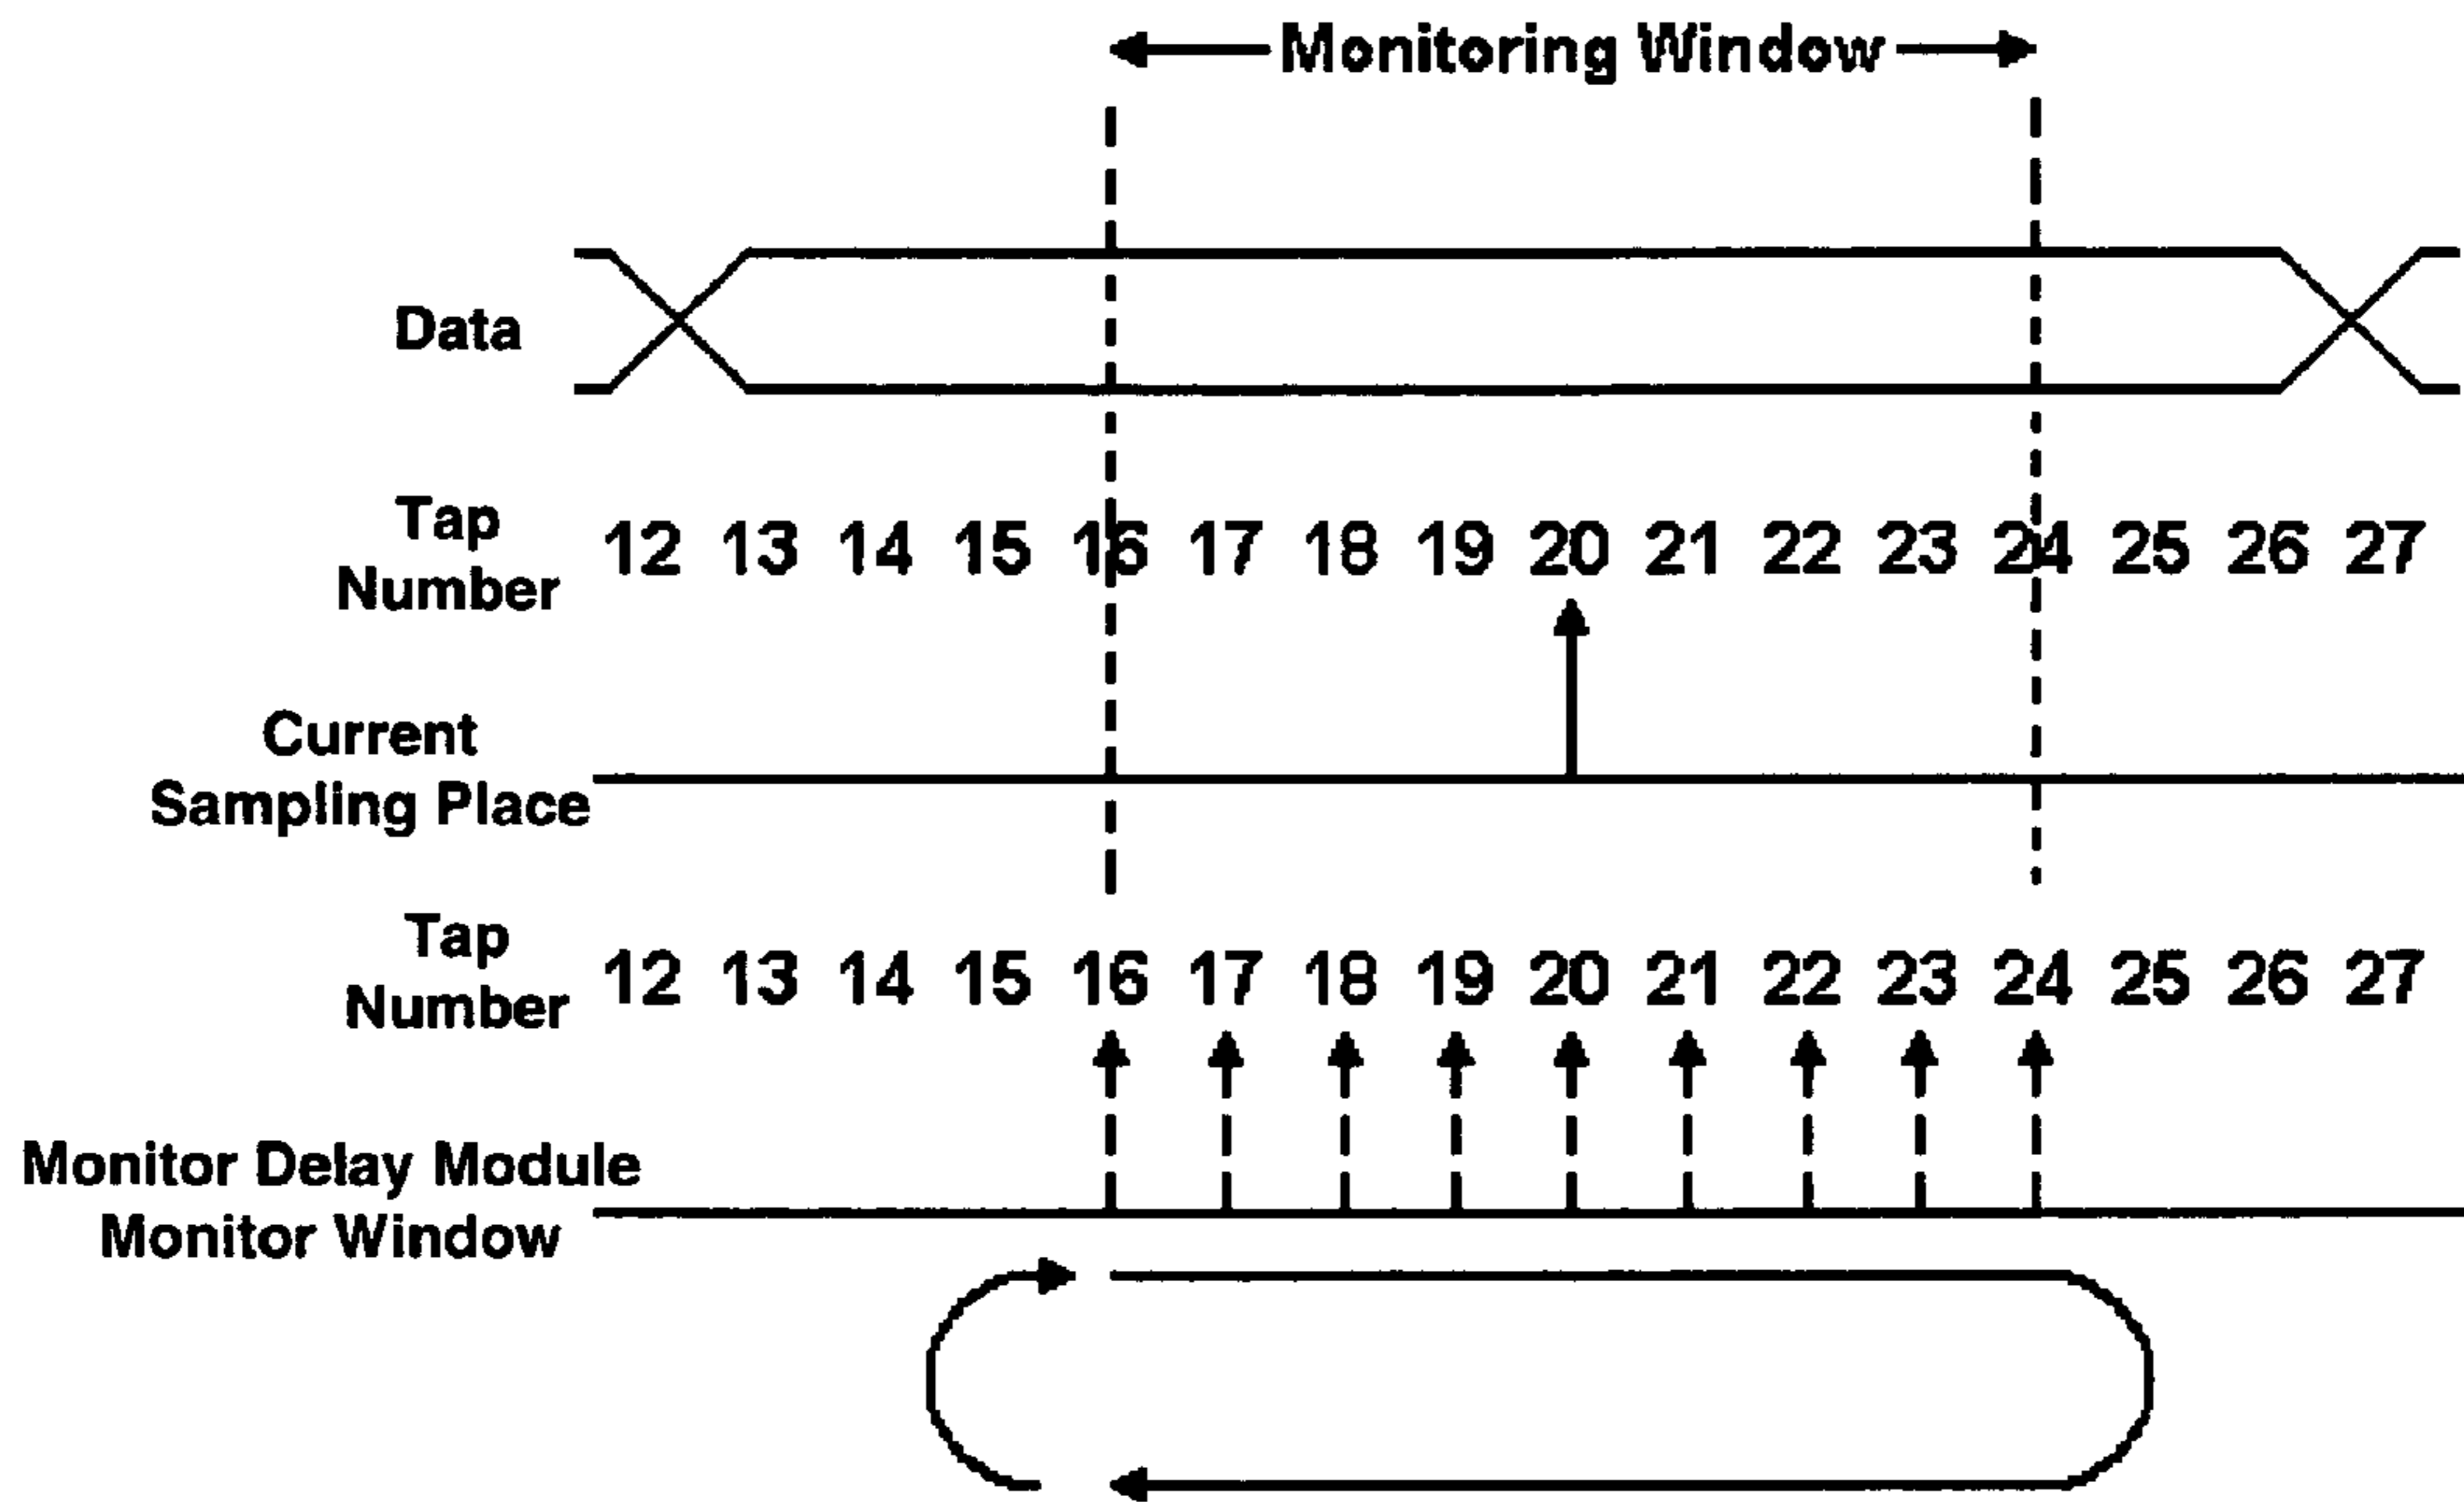 Monitoring Window
Data
Tap
Number
12 13 14 15 16 17 18 19 20 21 22 23 24 25 26 27
Current
Sampling Place
Tap
Number
12 13 14 15 16 17 18 19 20 21 22 23 24 25 26 27
Monitor Delay Module
Monitor Window